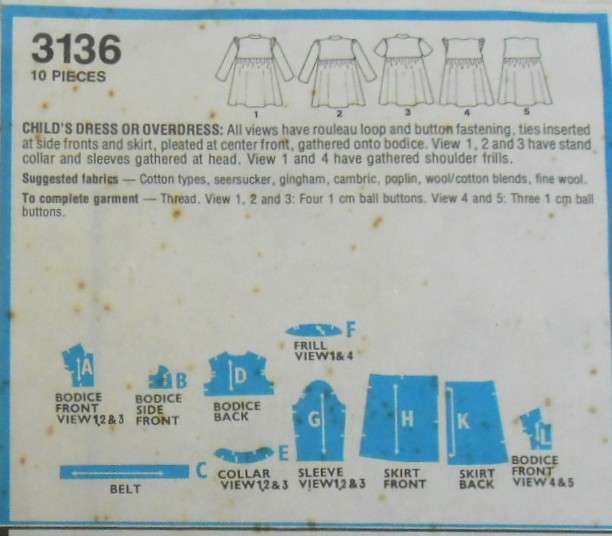 3136
10 PIECES
1 2 3 4 5
CHILD'S DRESS OR OVERDRESS: All views have rouleau loop and button fastening, ties inserted
at side fronts and skirt, pleated at center front, gathered onto bodice. View 1, 2 and 3 have stand
collar and sleeves gathered at head. View 1 and 4 have gathered shoulder frills.
Suggested fabrics — Cotton types, seersucker, gingham, cambric, poplin, wool/cotton blends, fine wool.
To complete garment — Thread. View 1, 2 and 3: Four 1 cm ball buttons. View 4 and 5: Three 1 cm ball
buttons.
A
BODICE
FRONT
VIEW 1,2 & 3
B
BODICE
SIDE
FRONT
D
BODICE
BACK
F
FRILL
VIEW 1 & 4
C
BELT
E
COLLAR
VIEW 1,2 & 3
G
SLEEVE
VIEW 1,2 & 3
H
SKIRT
FRONT
K
SKIRT
BACK
L
BODICE
FRONT
VIEW 4 & 5